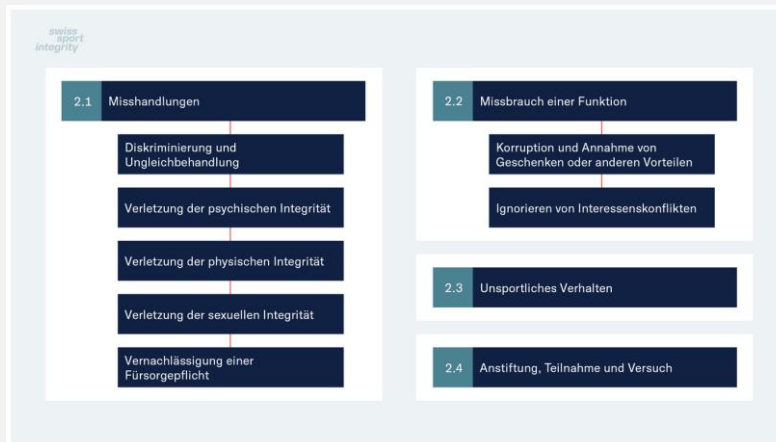 swiss
sport
integrity
2.1 Misshandlungen
Diskriminierung und
Ungleichbehandlung
Verletzung der psychischen Integrität
Verletzung der physischen Integrität
Verletzung der sexuellen Integrität
Vernachlässigung einer
Fürsorgepflicht
2.2 Missbrauch einer Funktion
Korruption und Annahme von
Geschenken oder anderen Vorteilen
Ignorieren von Interessenskonflikten
2.3 Unsportliches Verhalten
2.4 Anstiftung, Teilnahme und Versuch